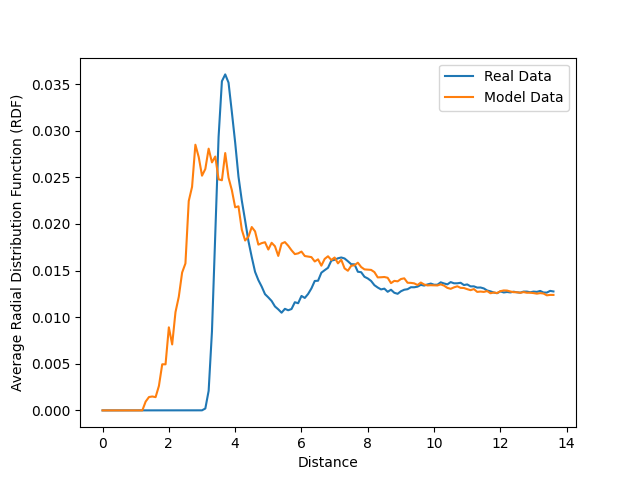 Real Data
Model Data
Average Radial Distribution Function (RDF)
0.035
0.030
0.025
0.020
0.015
0.010
0.005
0.000
0 2 4 6 8 10 12 14
Distance